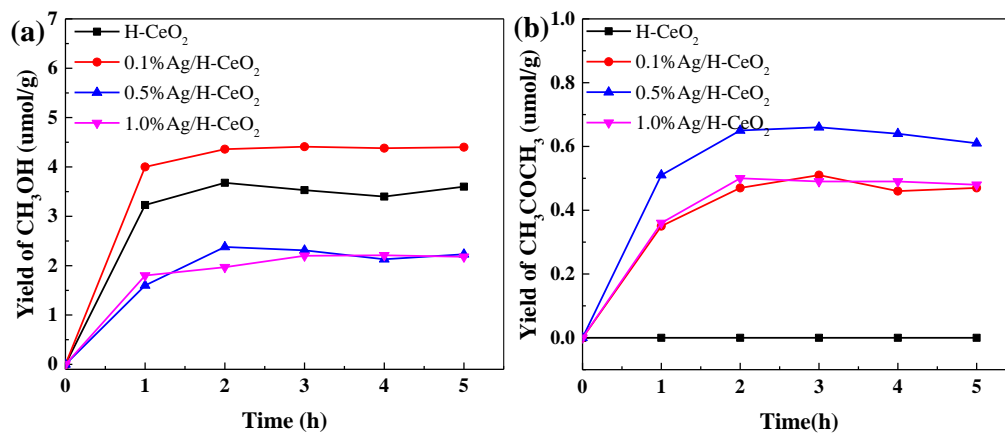 (a)
Yield of CH₃OH (umol/g)
7
6
5
4
3
2
1
0
H-CeO₂
0.1%Ag/H-CeO₂
0.5%Ag/H-CeO₂
1.0%Ag/H-CeO₂
0 1 2 3 4 5
Time (h)
(b)
Yield of CH₃COCH₃ (umol/g)
1.0
0.8
0.6
0.4
0.2
0.0
H-CeO₂
0.1%Ag/H-CeO₂
0.5%Ag/H-CeO₂
1.0%Ag/H-CeO₂
0 1 2 3 4 5
Time(h)